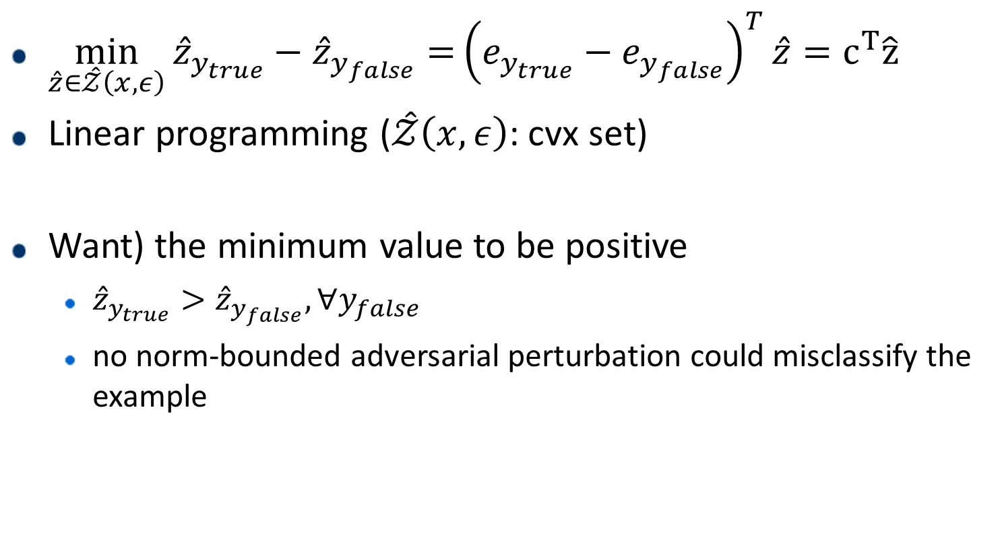 • $\min_{\hat{z} \in \hat{\mathcal{Z}}(x,\epsilon)} \hat{z}_{y_{true}} - \hat{z}_{y_{false}} = \left(e_{y_{true}} - e_{y_{false}}\right)^T \hat{z} = \mathrm{c}^{\mathrm{T}}\hat{\mathrm{z}}$
• Linear programming ($\hat{\mathcal{Z}}(x, \epsilon)$: cvx set)
• Want) the minimum value to be positive
• $\hat{z}_{y_{true}} > \hat{z}_{y_{false}}, \forall y_{false}$
• no norm-bounded adversarial perturbation could misclassify the
example